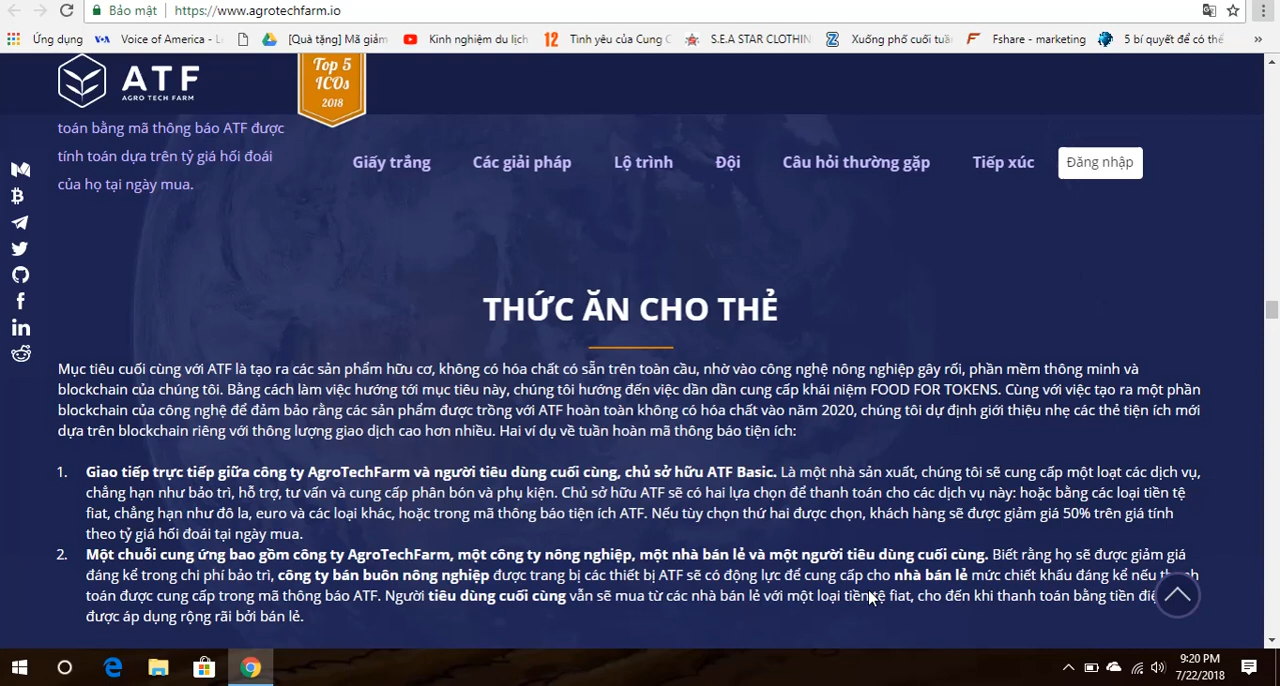 Bảo mật
https://www.agrotechfarm.io
Ứng dụng
Voice of America - L
[Quà tặng] Mã giảm
Kinh nghiệm du lịch
12
Tình yêu của Cung
S.E.A STAR CLOTHIN
Xuống phố cuối tuần
Fshare - marketing
5 bí quyết để có thể
»
ATF
AGRO TECH FARM
Top 5
ICOs
2018
toán bằng mã thông báo ATF được
tính toán dựa trên tỷ giá hối đoái
của họ tại ngày mua.
Giấy trắng
Các giải pháp
Lộ trình
Đội
Câu hỏi thường gặp
Tiếp xúc
Đăng nhập
THỨC ĂN CHO THẺ
Mục tiêu cuối cùng với ATF là tạo ra các sản phẩm hữu cơ, không có hóa chất có sẵn trên toàn cầu, nhờ vào công nghệ nông nghiệp gây rối, phần mềm thông minh và
blockchain của chúng tôi. Bằng cách làm việc hướng tới mục tiêu này, chúng tôi hướng đến việc dần dần cung cấp khái niệm FOOD FOR TOKENS. Cùng với việc tạo ra một phần
blockchain của công nghệ để đảm bảo rằng các sản phẩm được trồng với ATF hoàn toàn không có hóa chất vào năm 2020, chúng tôi dự định giới thiệu nhẹ các thẻ tiện ích mới
dựa trên blockchain riêng với thông lượng giao dịch cao hơn nhiều. Hai ví dụ về tuần hoàn mã thông báo tiện ích:
1. Giao tiếp trực tiếp giữa công ty AgroTechFarm và người tiêu dùng cuối cùng, chủ sở hữu ATF Basic. Là một nhà sản xuất, chúng tôi sẽ cung cấp một loạt các dịch vụ,
chẳng hạn như bảo trì, hỗ trợ, tư vấn và cung cấp phân bón và phụ kiện. Chủ sở hữu ATF sẽ có hai lựa chọn để thanh toán cho các dịch vụ này: hoặc bằng các loại tiền tệ
fiat, chẳng hạn như đô la, euro và các loại khác, hoặc trong mã thông báo tiện ích ATF. Nếu tùy chọn thứ hai được chọn, khách hàng sẽ được giảm giá 50% trên giá tính
theo tỷ giá hối đoái tại ngày mua.
2. Một chuỗi cung ứng bao gồm công ty AgroTechFarm, một công ty nông nghiệp, một nhà bán lẻ và một người tiêu dùng cuối cùng. Biết rằng họ sẽ được giảm giá
đáng kể trong chi phí bảo trì, công ty bán buôn nông nghiệp được trang bị các thiết bị ATF sẽ có động lực để cung cấp cho nhà bán lẻ mức chiết khấu đáng kể nếu thanh
toán được cung cấp trong mã thông báo ATF. Người tiêu dùng cuối cùng vẫn sẽ mua từ các nhà bán lẻ với một loại tiền tệ fiat, cho đến khi thanh toán bằng tiền
được áp dụng rộng rãi bởi bán lẻ.
9:20 PM
7/22/2018